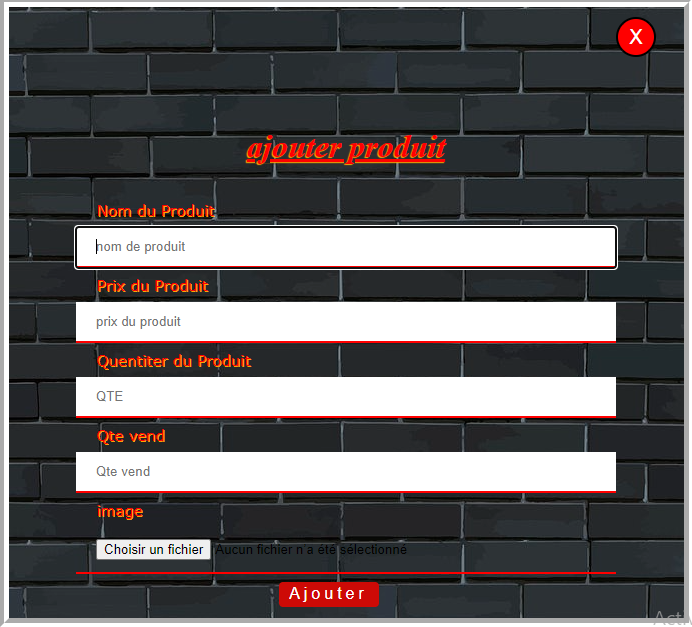 X
ajouter produit
Nom du Produit
nom de produit
Prix du Produit
prix du produit
Quentiter du Produit
QTE
Qte vend
Qte vend
image
Choisir un fichier Aucun fichier n'a été sélectionné
Ajouter